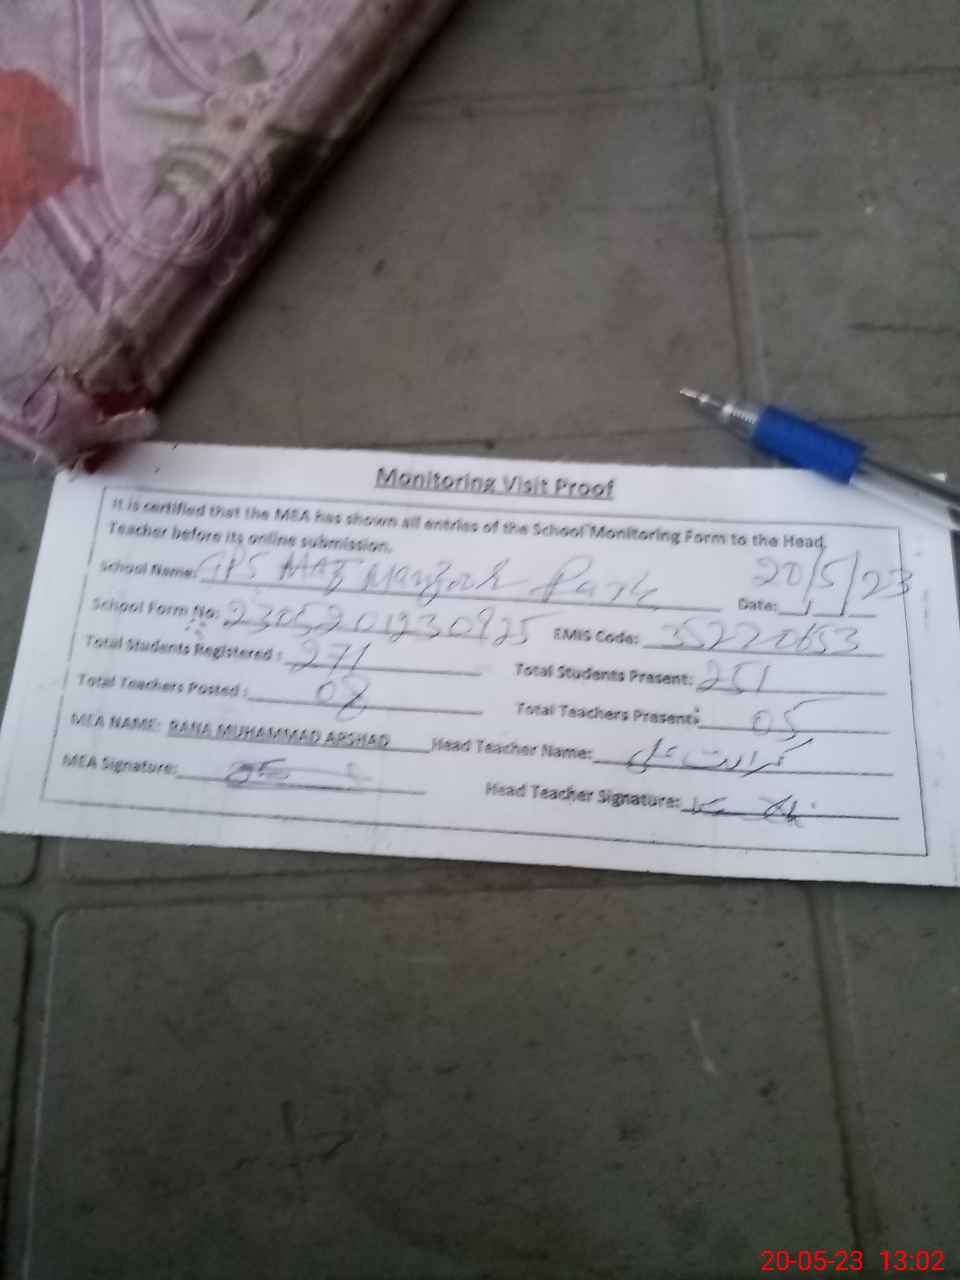 Monitoring Visit Proof
It is certified that the MEA has shown all entries of the School Monitoring Form to the Head
Teacher before its online submission.
School Name: GPS Park Date: 20/5/23
School Form No: EMIS Code: 35220653
Total Students Registered : 271 Total Students Present: 251
Total Teachers Posted : 08 Total Teachers Present: 05
MEA NAME: RANA MUHAMMAD ARSHAD Head Teacher Name: کرامت علی
MEA Signature: Head Teacher Signature:
20-05-23 13:02